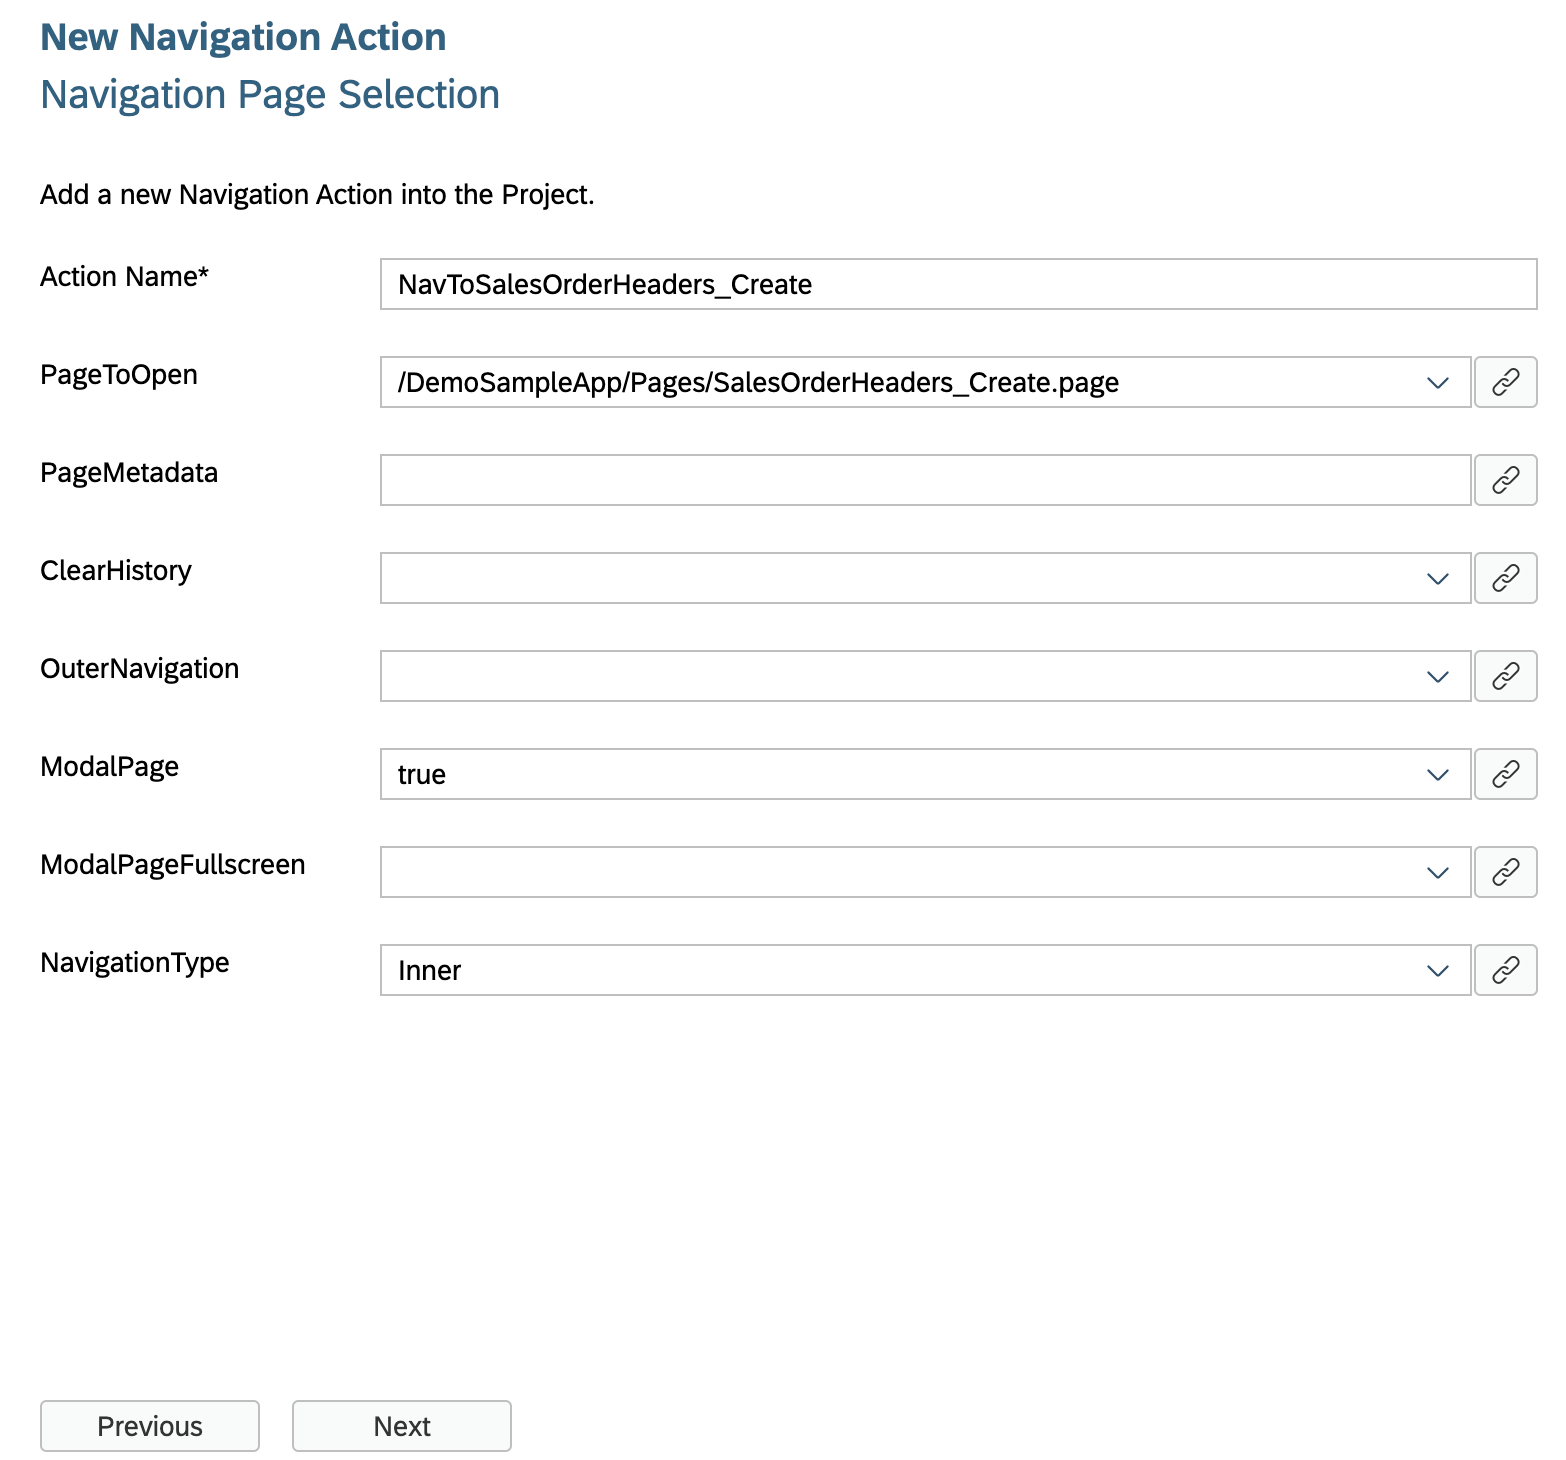 New Navigation Action
Navigation Page Selection
Add a new Navigation Action into the Project.
Action Name* NavToSalesOrderHeaders_Create
PageToOpen /DemoSampleApp/Pages/SalesOrderHeaders_Create.page
PageMetadata
ClearHistory
OuterNavigation
ModalPage true
ModalPageFullscreen
NavigationType Inner
Previous Next